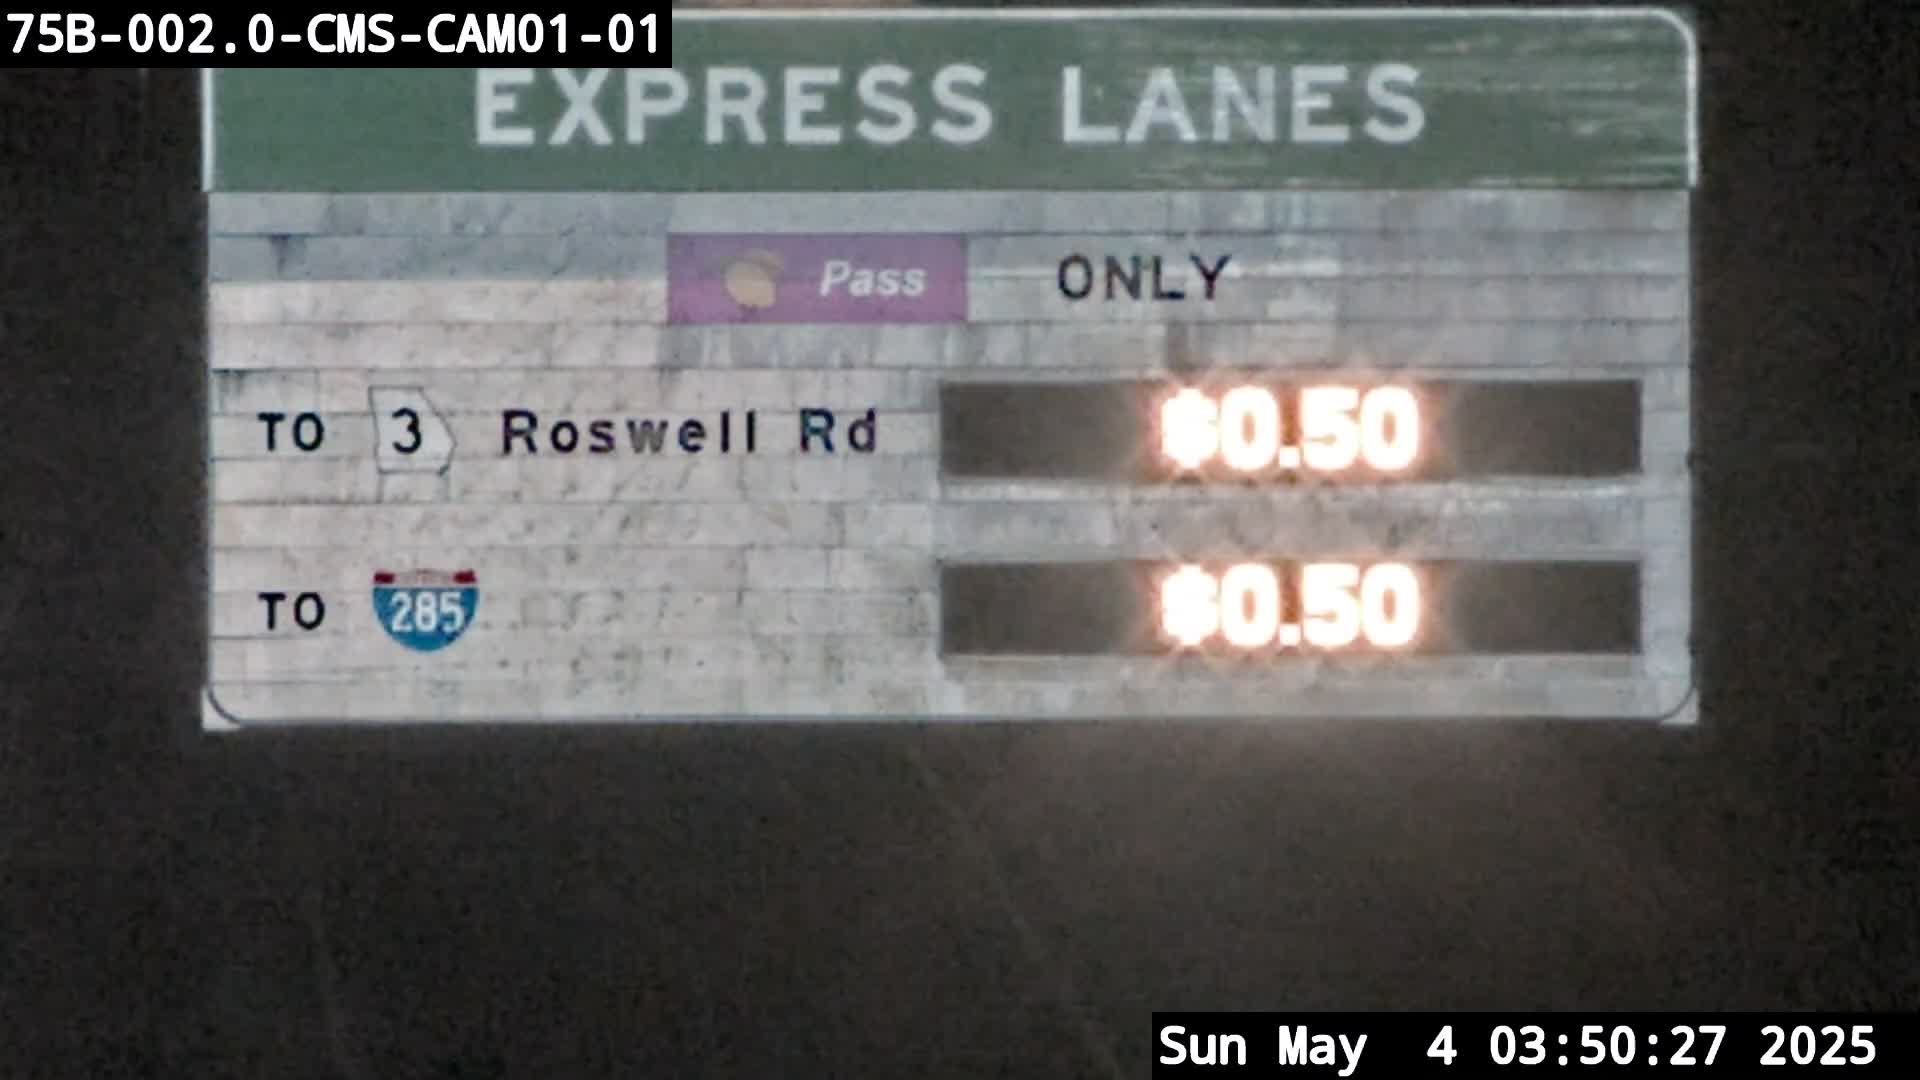 75B-002.0-CMS-CAM01-01
EXPRESS LANES
Pass ONLY
TO 3 Roswell Rd $0.50
TO 285 $0.50
Sun May 4 03:50:27 2025